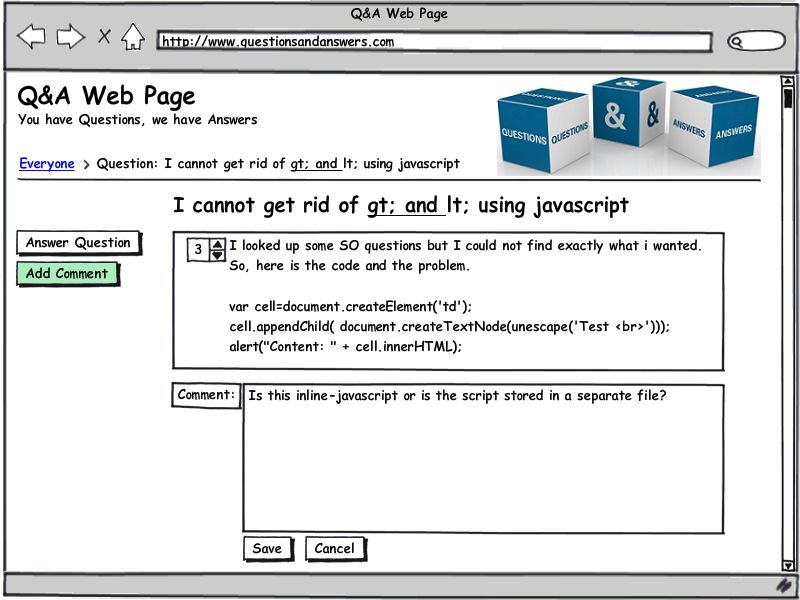 Q&A Web Page
http://www.questionsandanswers.com
Q&A Web Page
You have Questions, we have Answers
QUESTIONS QUESTIONS QUESTIONS & & & ANSWERS ANSWERS ANSWERS
Everyone > Question: I cannot get rid of gt; and lt; using javascript
I cannot get rid of gt; and lt; using javascript
Answer Question
Add Comment
3
I looked up some SO questions but I could not find exactly what i wanted.
So, here is the code and the problem.
var cell=document.createElement('td');
cell.appendChild( document.createTextNode(unescape('Test <br>')));
alert("Content: " + cell.innerHTML);
Comment:
Is this inline-javascript or is the script stored in a separate file?
Save
Cancel